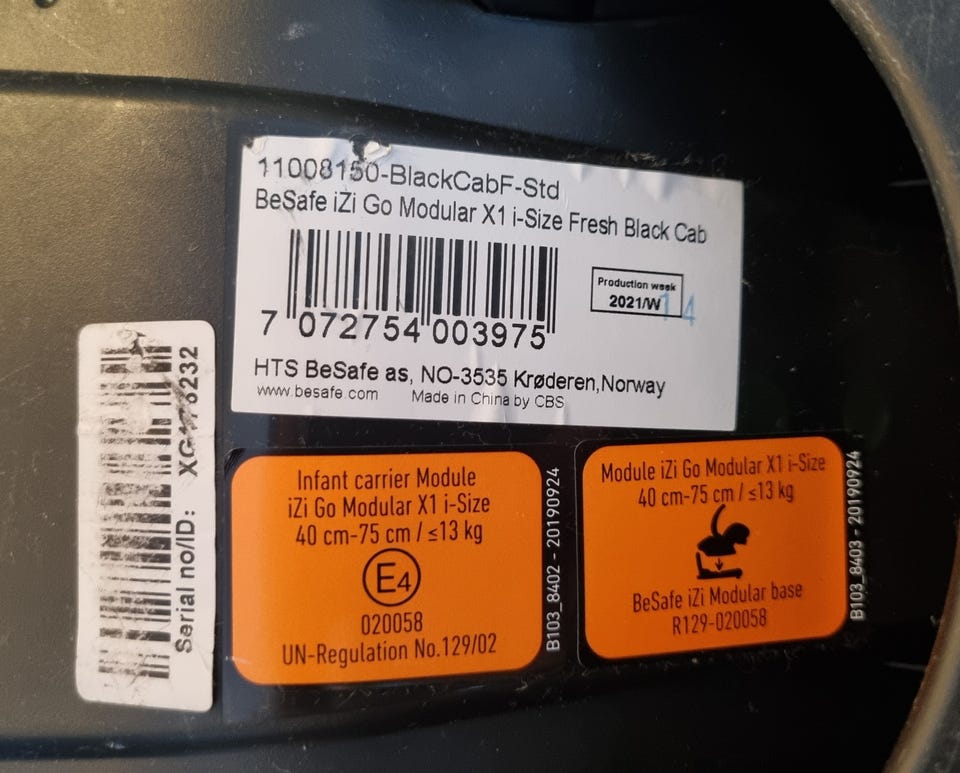 11008150-BlackCabF-Std
BeSafe iZi Go Modular X1 i-Size Fresh Black Cab
Production week
2021/W 14
7 072754 003975
HTS BeSafe as, NO-3535 Krøderen,Norway
www.besafe.com Made in China by CBS
Serial no/ID:
Infant carrier Module
iZi Go Modular X1 i-Size
40 cm-75 cm / ≤13 kg
E4
020058
UN-Regulation No.129/02
B103_8402 - 20190924
Module iZi Go Modular X1 i-Size
40 cm-75 cm / ≤13 kg
BeSafe iZi Modular base
R129-020058
B103_8403 - 20190924